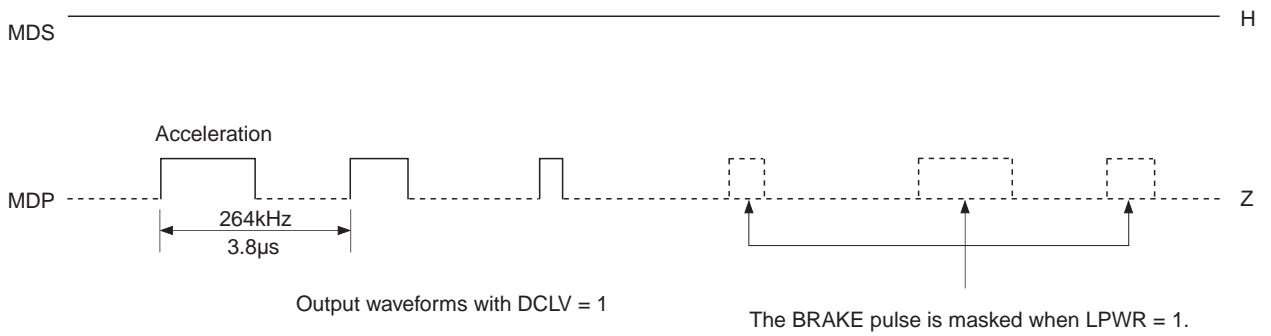 MDS
H
Acceleration
MDP
Z
264kHz
3.8µs
Output waveforms with DCLV = 1
The BRAKE pulse is masked when LPWR = 1.